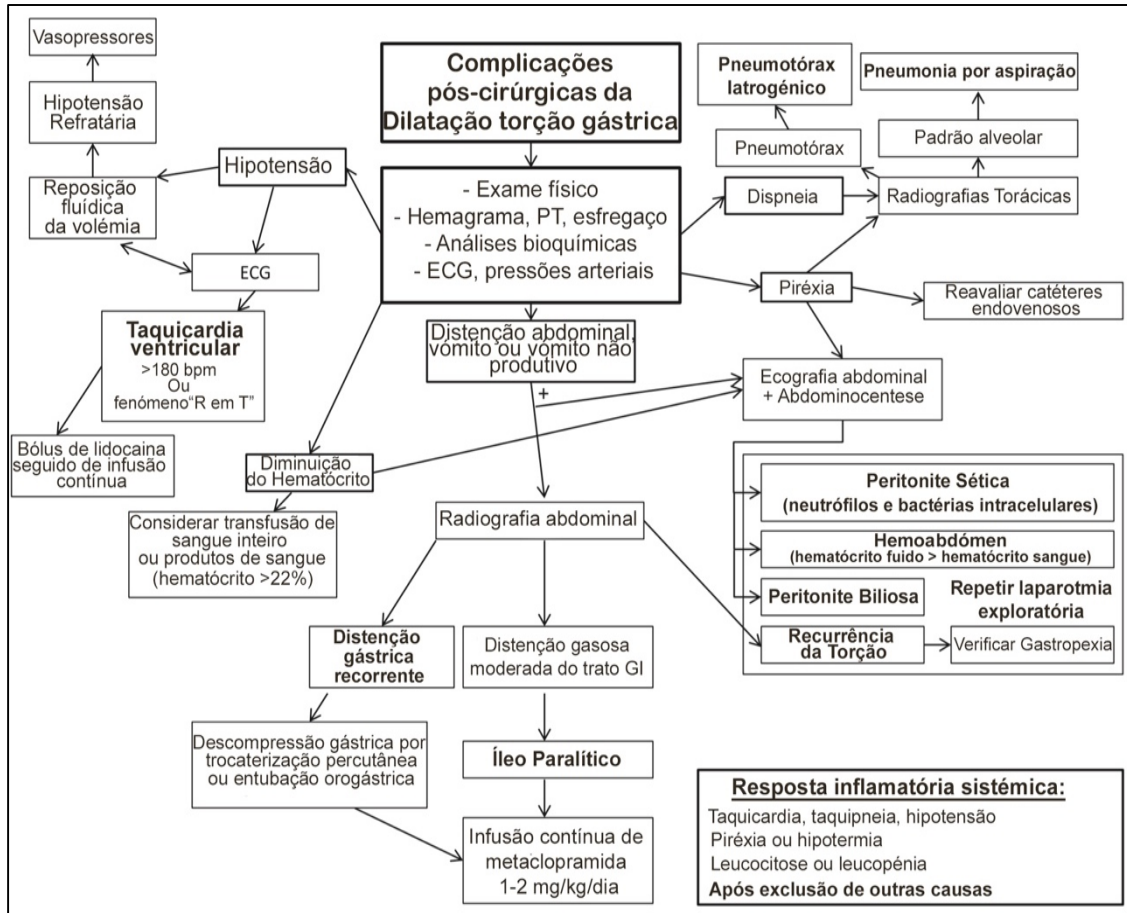 Complicações
pós-cirúrgicas da
Dilatação torção gástrica
- Exame físico
- Hemagrama, PT, esfregaço
- Análises bioquímicas
- ECG, pressões arteriais
Vasopressores
Hipotensão
Refratária
Reposição
fluídica
da volémia
Hipotensão
ECG
Taquicardia
ventricular
>180 bpm
Ou
fenómeno“R em T”
Bólus de lidocaina
seguido de infusão
contínua
Diminuição
do Hematócrito
Considerar transfusão de
sangue inteiro
ou produtos de sangue
(hematócrito >22%)
Distenção abdominal,
vómito ou vómito não
produtivo
+
Radiografia abdominal
Distenção
gástrica
recorrente
Descompressão gástrica por
trocaterização percutânea
ou entubação orogástrica
Distenção gasosa
moderada do trato GI
Íleo Paralítico
Infusão contínua de
metaclopramida
1-2 mg/kg/dia
Pneumotórax
Iatrogénico
Pneumotórax
Pneumonia por aspiração
Padrão alveolar
Dispneia
Radiografias Torácicas
Piréxia
Reavaliar catéteres
endovenosos
Ecografia abdominal
+ Abdominocentese
Peritonite Sética
(neutrófilos e bactérias intracelulares)
Hemoabdómen
(hematócrito fuido > hematócrito sangue)
Peritonite Biliosa
Repetir laparotmia
exploratória
Recurrência
da Torção
Verificar Gastropexia
Resposta inflamatória sistémica:
Taquicardia, taquipneia, hipotensão
Piréxia ou hipotermia
Leucocitose ou leucopénia
Após exclusão de outras causas